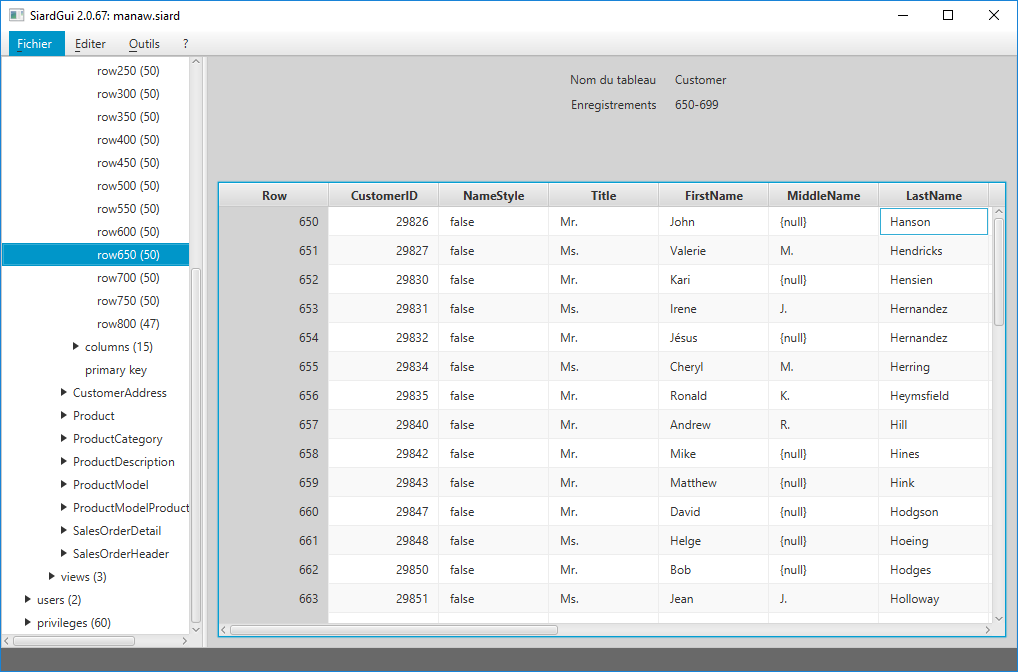 SiardGui 2.0.67: manaw.siard
Fichier Editer Outils ?
row250 (50)
row300 (50)
row350 (50)
row400 (50)
row450 (50)
row500 (50)
row550 (50)
row600 (50)
row650 (50)
row700 (50)
row750 (50)
row800 (47)
columns (15)
primary key
CustomerAddress
Product
ProductCategory
ProductDescription
ProductModel
ProductModelProduct
SalesOrderDetail
SalesOrderHeader
views (3)
users (2)
privileges (60)
Nom du tableau Customer
Enregistrements 650-699
Row CustomerID NameStyle Title FirstName MiddleName LastName
650 29826 false Mr. John {null} Hanson
651 29827 false Ms. Valerie M. Hendricks
652 29830 false Mr. Kari {null} Hensien
653 29831 false Ms. Irene J. Hernandez
654 29832 false Mr. Jésus {null} Hernandez
655 29834 false Ms. Cheryl M. Herring
656 29835 false Mr. Ronald K. Heymsfield
657 29840 false Mr. Andrew R. Hill
658 29842 false Mr. Mike {null} Hines
659 29843 false Mr. Matthew {null} Hink
660 29847 false Mr. David {null} Hodgson
661 29848 false Ms. Helge {null} Hoeing
662 29850 false Mr. Bob {null} Hodges
663 29851 false Ms. Jean J. Holloway